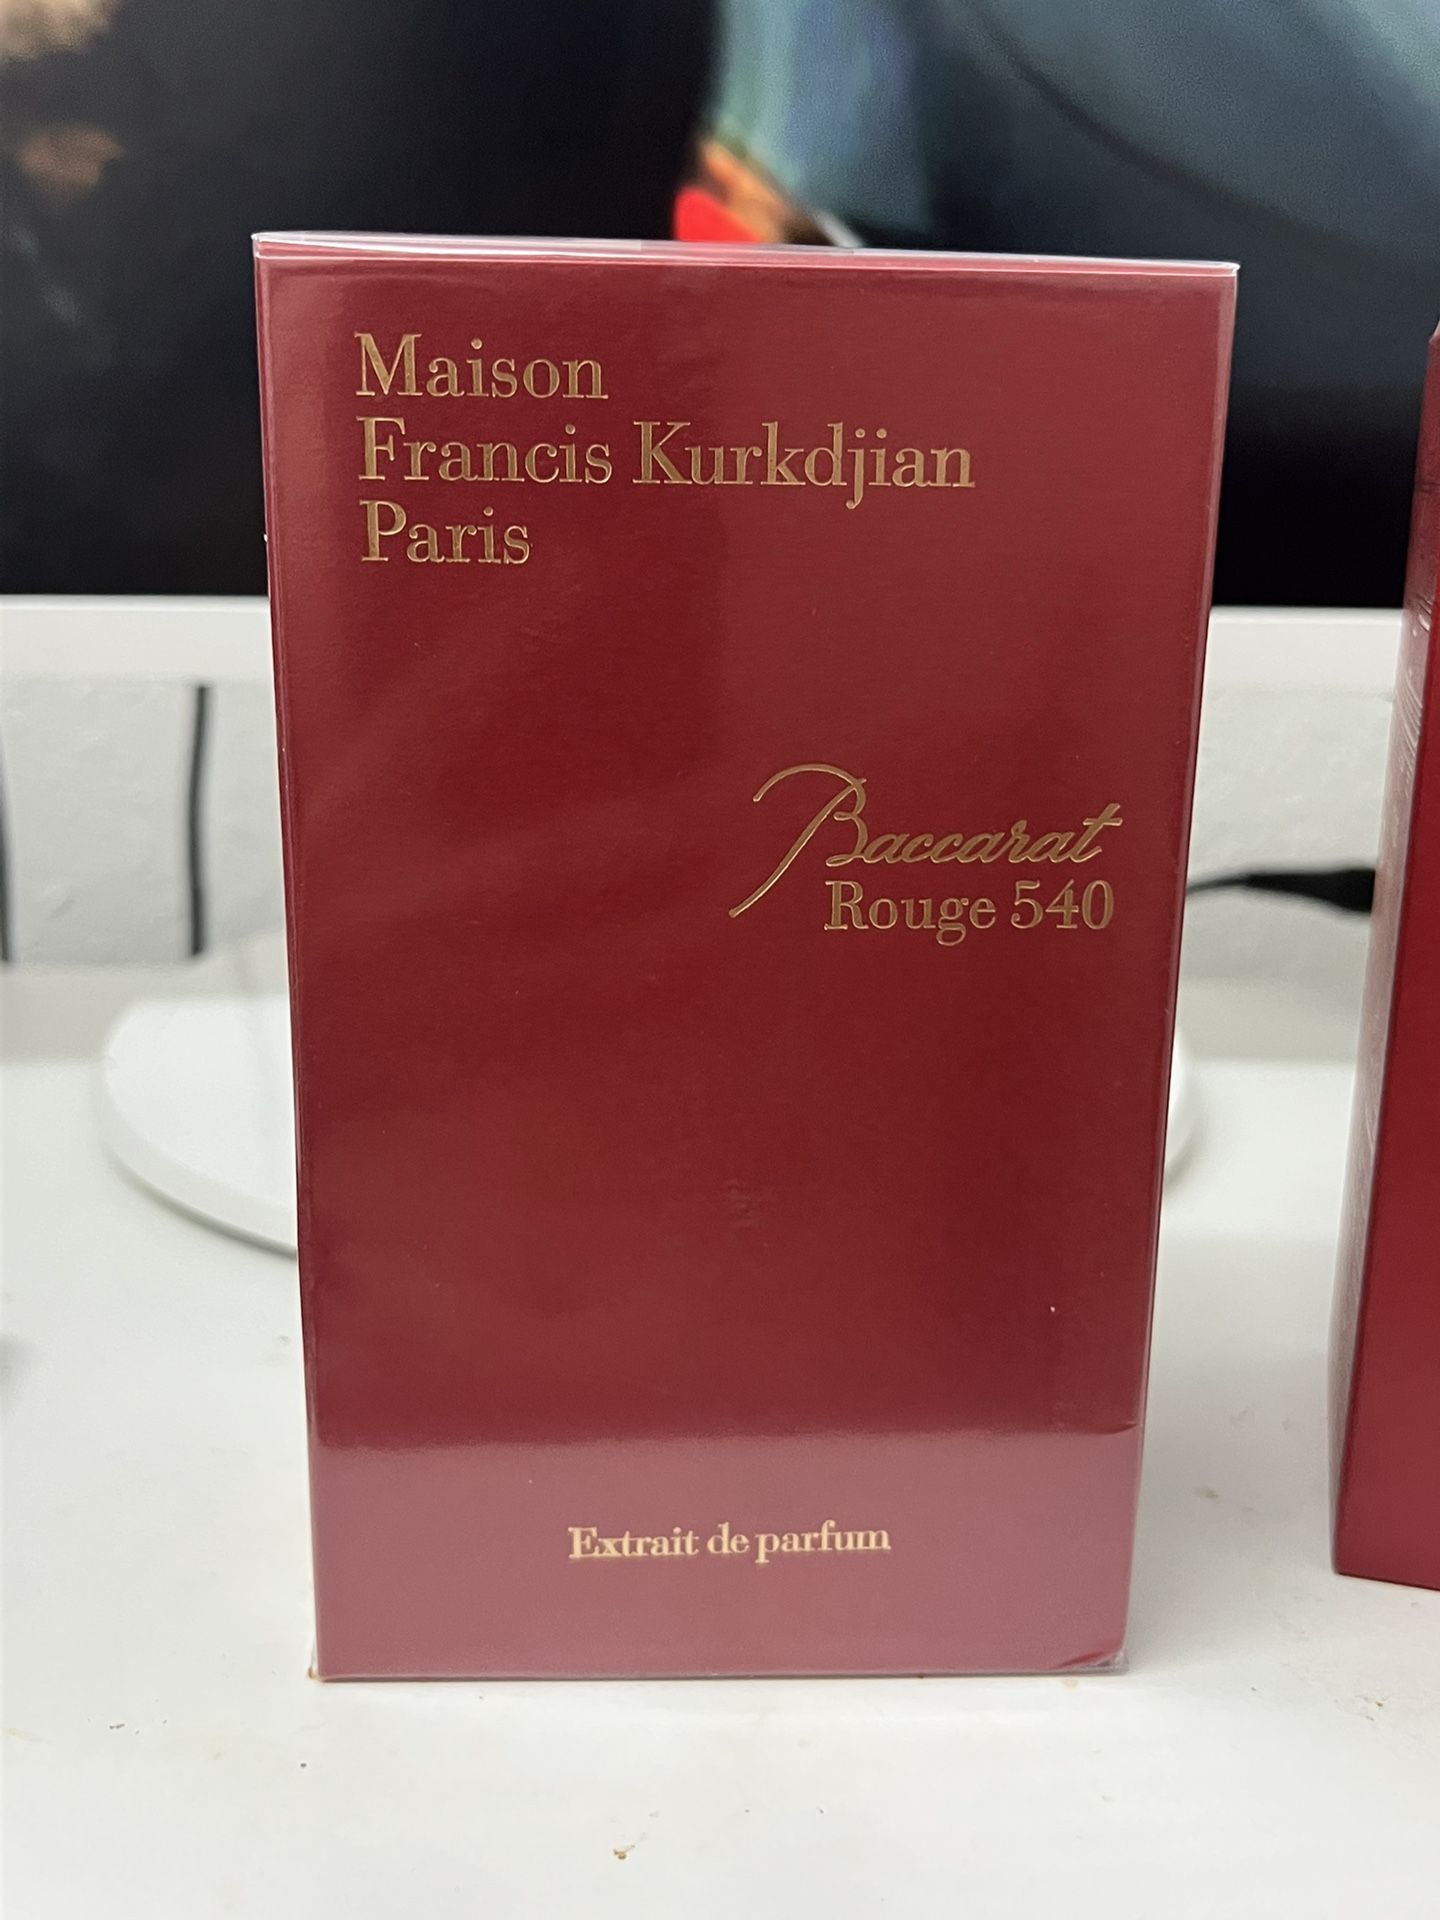 Maison
Francis Kurkdjian
Paris
Baccarat
Rouge 540
Extrait de parfum